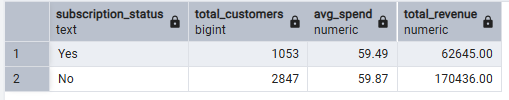 subscription_status total_customers avg_spend total_revenue
text bigint numeric numeric
1 Yes 1053 59.49 62645.00
2 No 2847 59.87 170436.00